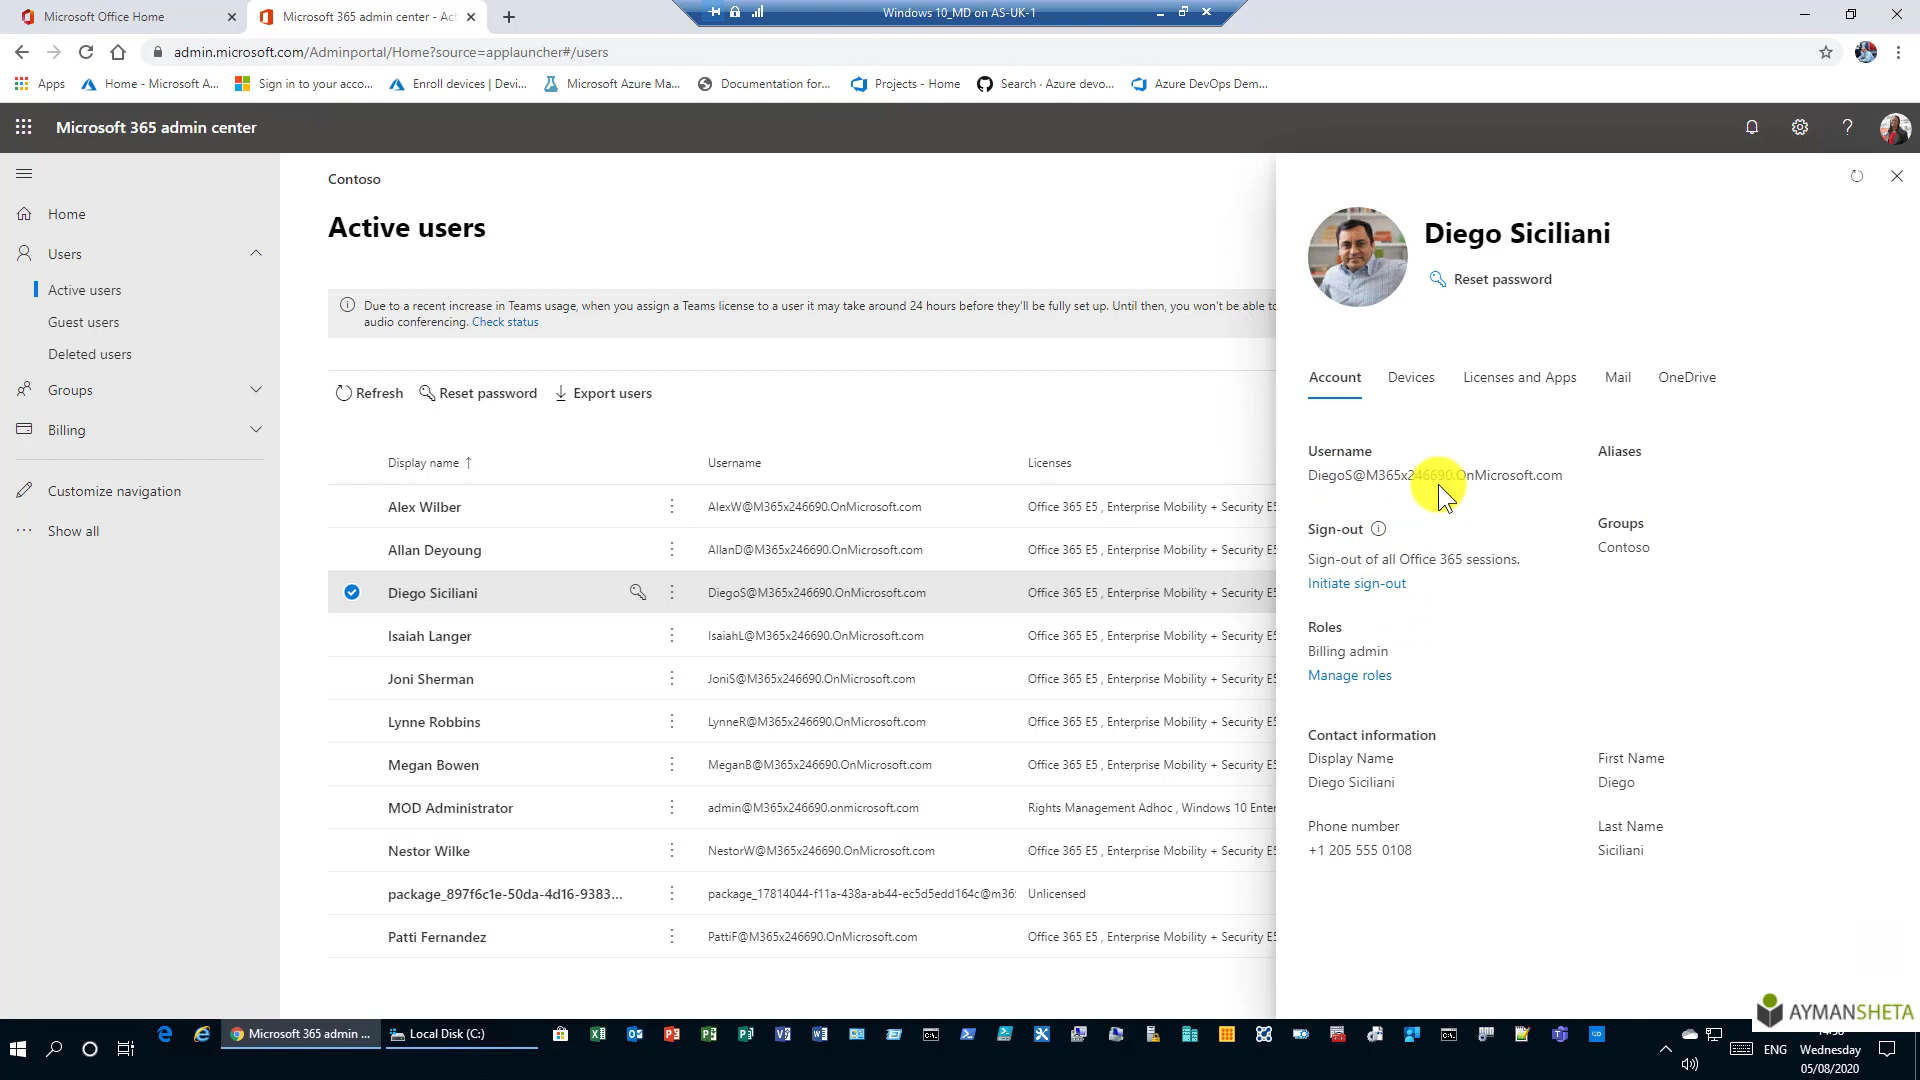 Microsoft Office Home
Microsoft 365 admin center - Act
Windows 10_MD on AS-UK-1
admin.microsoft.com/Adminportal/Home?source=applauncher#/users
Apps
Home - Microsoft A...
Sign in to your acco...
Enroll devices | Devi...
Microsoft Azure Ma...
Documentation for...
Projects - Home
Search · Azure devo...
Azure DevOps Dem...
Microsoft 365 admin center
Home
Users
Active users
Guest users
Deleted users
Groups
Billing
Customize navigation
Show all
Contoso
Active users
Due to a recent increase in Teams usage, when you assign a Teams license to a user it may take around 24 hours before they'll be fully set up. Until then, you won't be able to
audio conferencing. Check status
Refresh
Reset password
Export users
Display name ↑ Username Licenses
Alex Wilber AlexW@M365x246690.OnMicrosoft.com Office 365 E5 , Enterprise Mobility + Security E5
Allan Deyoung AllanD@M365x246690.OnMicrosoft.com Office 365 E5 , Enterprise Mobility + Security E5
Diego Siciliani DiegoS@M365x246690.OnMicrosoft.com Office 365 E5 , Enterprise Mobility + Security E5
Isaiah Langer IsaiahL@M365x246690.OnMicrosoft.com Office 365 E5 , Enterprise Mobility + Security E5
Joni Sherman JoniS@M365x246690.OnMicrosoft.com Office 365 E5 , Enterprise Mobility + Security E5
Lynne Robbins LynneR@M365x246690.OnMicrosoft.com Office 365 E5 , Enterprise Mobility + Security E5
Megan Bowen MeganB@M365x246690.OnMicrosoft.com Office 365 E5 , Enterprise Mobility + Security E5
MOD Administrator admin@M365x246690.onmicrosoft.com Rights Management Adhoc , Windows 10 Enter
Nestor Wilke NestorW@M365x246690.OnMicrosoft.com Office 365 E5 , Enterprise Mobility + Security E5
package_897f6c1e-50da-4d16-9383... package_17814044-f11a-438a-ab44-ec5d5edd164c@m36 Unlicensed
Patti Fernandez PattiF@M365x246690.OnMicrosoft.com Office 365 E5 , Enterprise Mobility + Security E5
Diego Siciliani
Reset password
Account
Devices
Licenses and Apps
Mail
OneDrive
Username
DiegoS@M365x246690.OnMicrosoft.com
Aliases
Sign-out
Sign-out of all Office 365 sessions.
Initiate sign-out
Groups
Contoso
Roles
Billing admin
Manage roles
Contact information
Display Name
Diego Siciliani
First Name
Diego
Phone number
+1 205 555 0108
Last Name
Siciliani
AYMANSHETA
Microsoft 365 admin ...
Local Disk (C:)
ENG
Wednesday
05/08/2020